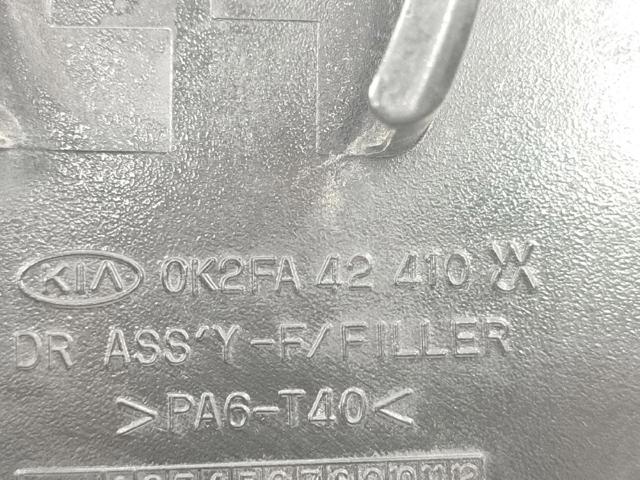 KIA 0K2FA 42 410
DR ASS'Y-F/FILLER
>PA6-T40<